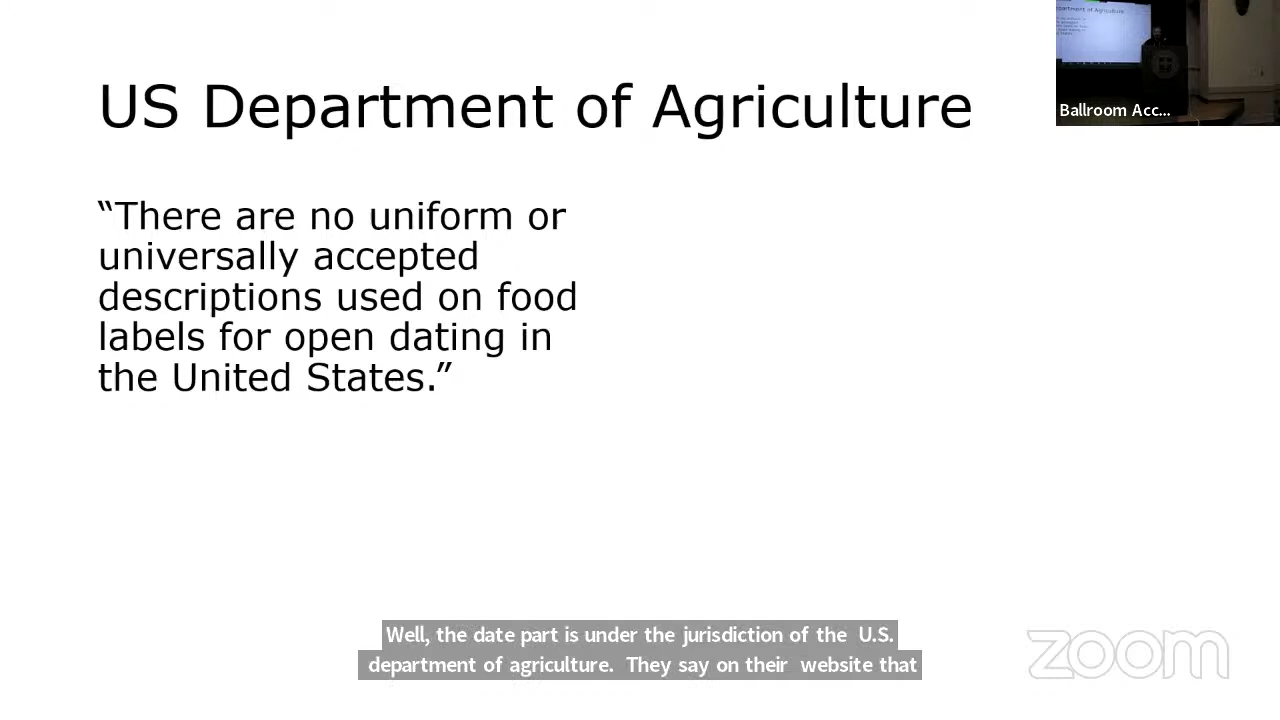 US Department of Agriculture
“There are no uniform or
universally accepted
descriptions used on food
labels for open dating in
the United States.”
Ballroom Acc...
Well, the date part is under the jurisdiction of the U.S.
department of agriculture. They say on their website that
zoom